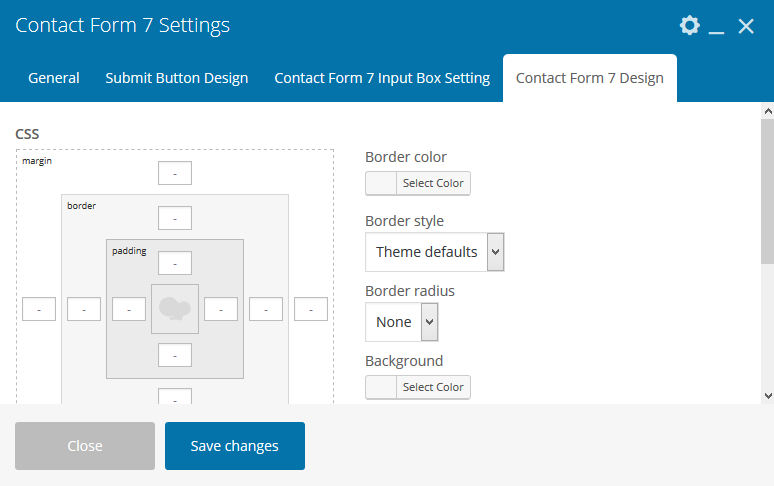 Contact Form 7 Settings
General Submit Button Design Contact Form 7 Input Box Setting Contact Form 7 Design
CSS
margin
-
border
-
padding
-
- - - - - -
-
-
Border color
Select Color
Border style
Theme defaults
Border radius
None
Background
Select Color
Close Save changes